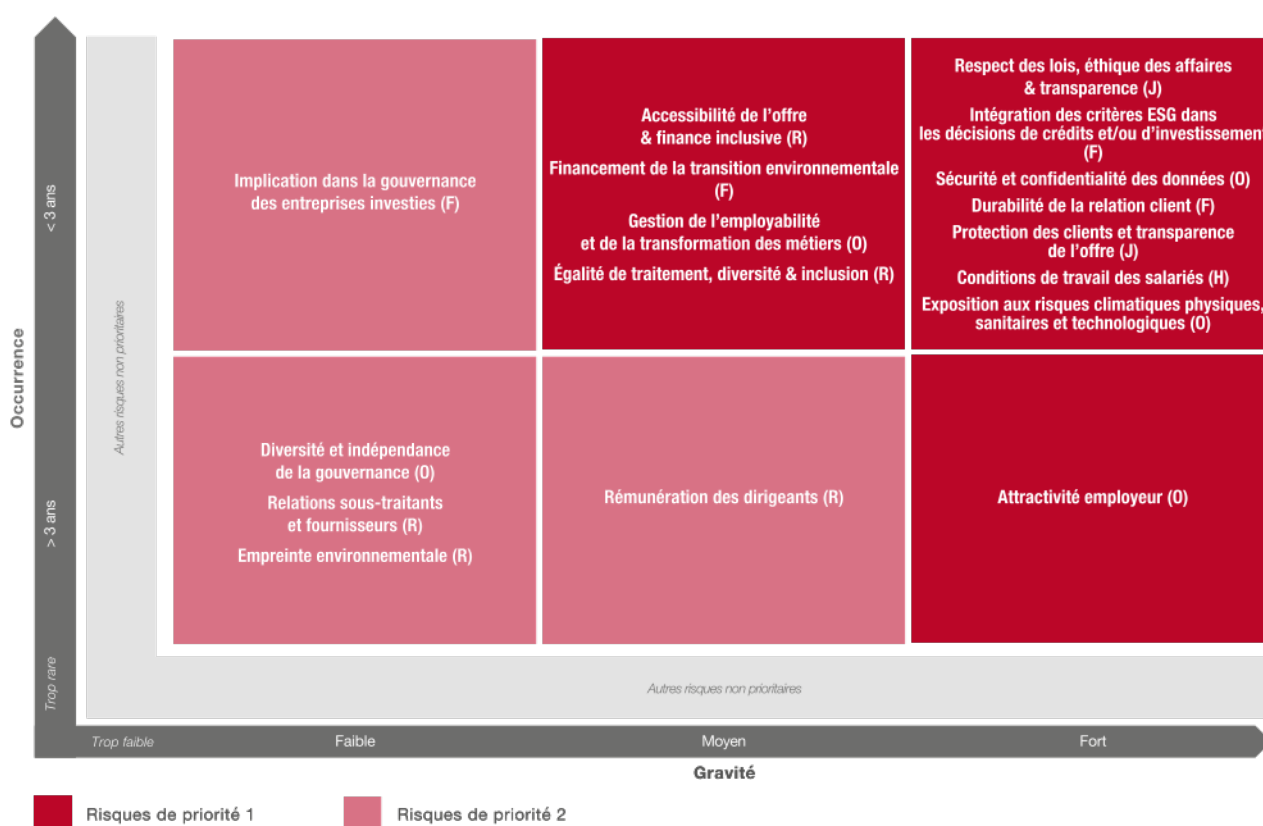 Respect des lois, éthique des affaires
& transparence (J)
Intégration des critères ESG dans
les décisions de crédits et/ou d'investissement
(F)
Sécurité et confidentialité des données (O)
Durabilité de la relation client (F)
Protection des clients et transparence
de l'offre (J)
Conditions de travail des salariés (H)
Exposition aux risques climatiques physiques,
sanitaires et technologiques (O)
Accessibilité de l'offre
& finance inclusive (R)
Financement de la transition environnementale
(F)
Gestion de l'employabilité
et de la transformation des métiers (O)
Égalité de traitement, diversité & inclusion (R)
Implication dans la gouvernance
des entreprises investies (F)
< 3 ans
Autres risques non prioritaires
Occurrence
Diversité et indépendance
de la gouvernance (O)
Relations sous-traitants
et fournisseurs (R)
Empreinte environnementale (R)
Rémunération des dirigeants (R)
Attractivité employeur (O)
> 3 ans
Trop rare
Autres risques non prioritaires
Trop faible
Faible
Moyen
Fort
Gravité
Risques de priorité 1
Risques de priorité 2